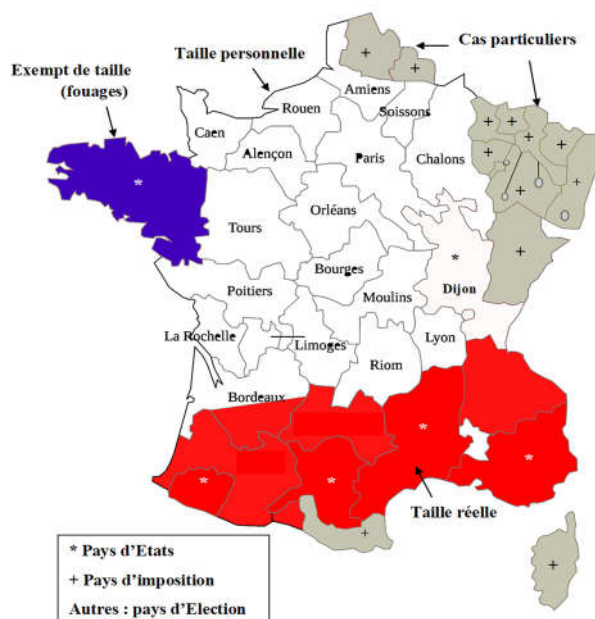 Taille personnelle
Cas particuliers
Exempt de taille
(fouages)
Amiens
Rouen
Soissons
Caen
Alençon
Paris
Chalons
Tours
Orléans
Bourges
Dijon
Poitiers
Moulins
La Rochelle
Limoges
Lyon
Riom
Bordeaux
Taille réelle
* Pays d'Etats
+ Pays d'imposition
Autres : pays d'Election